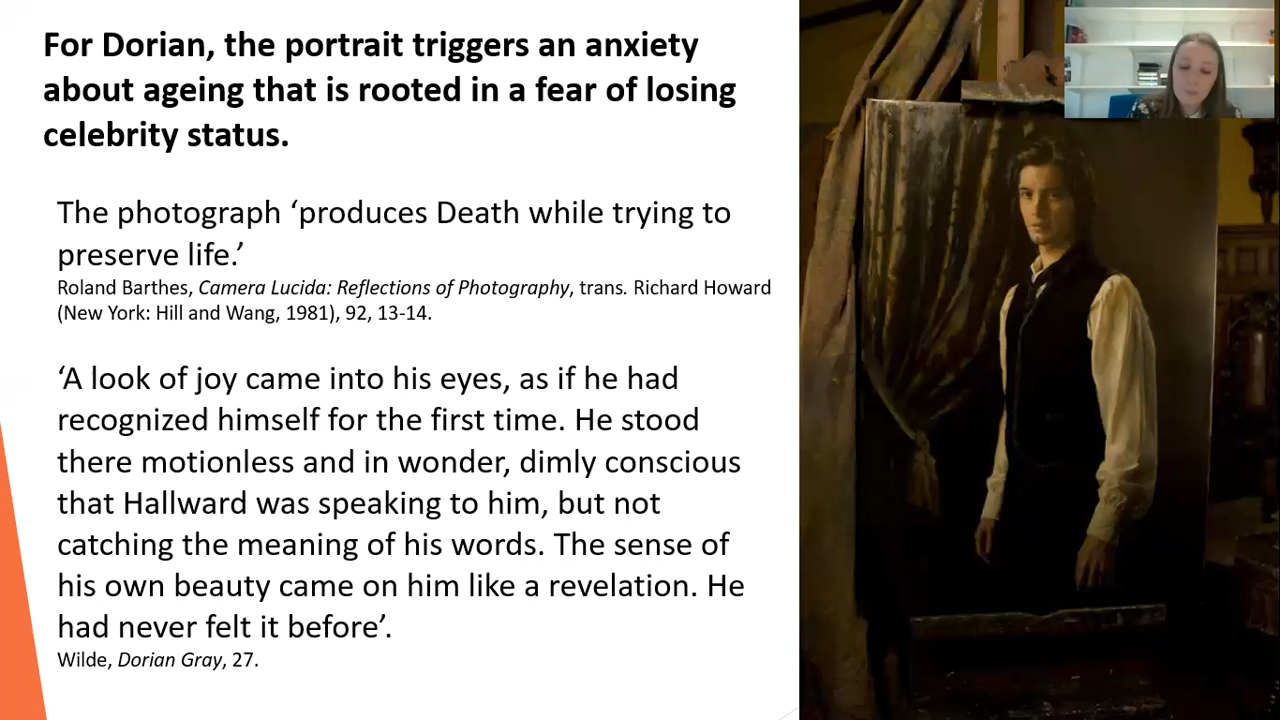 For Dorian, the portrait triggers an anxiety
about ageing that is rooted in a fear of losing
celebrity status.
The photograph ‘produces Death while trying to
preserve life.’
Roland Barthes, Camera Lucida: Reflections of Photography, trans. Richard Howard
(New York: Hill and Wang, 1981), 92, 13-14.
‘A look of joy came into his eyes, as if he had
recognized himself for the first time. He stood
there motionless and in wonder, dimly conscious
that Hallward was speaking to him, but not
catching the meaning of his words. The sense of
his own beauty came on him like a revelation. He
had never felt it before’.
Wilde, Dorian Gray, 27.